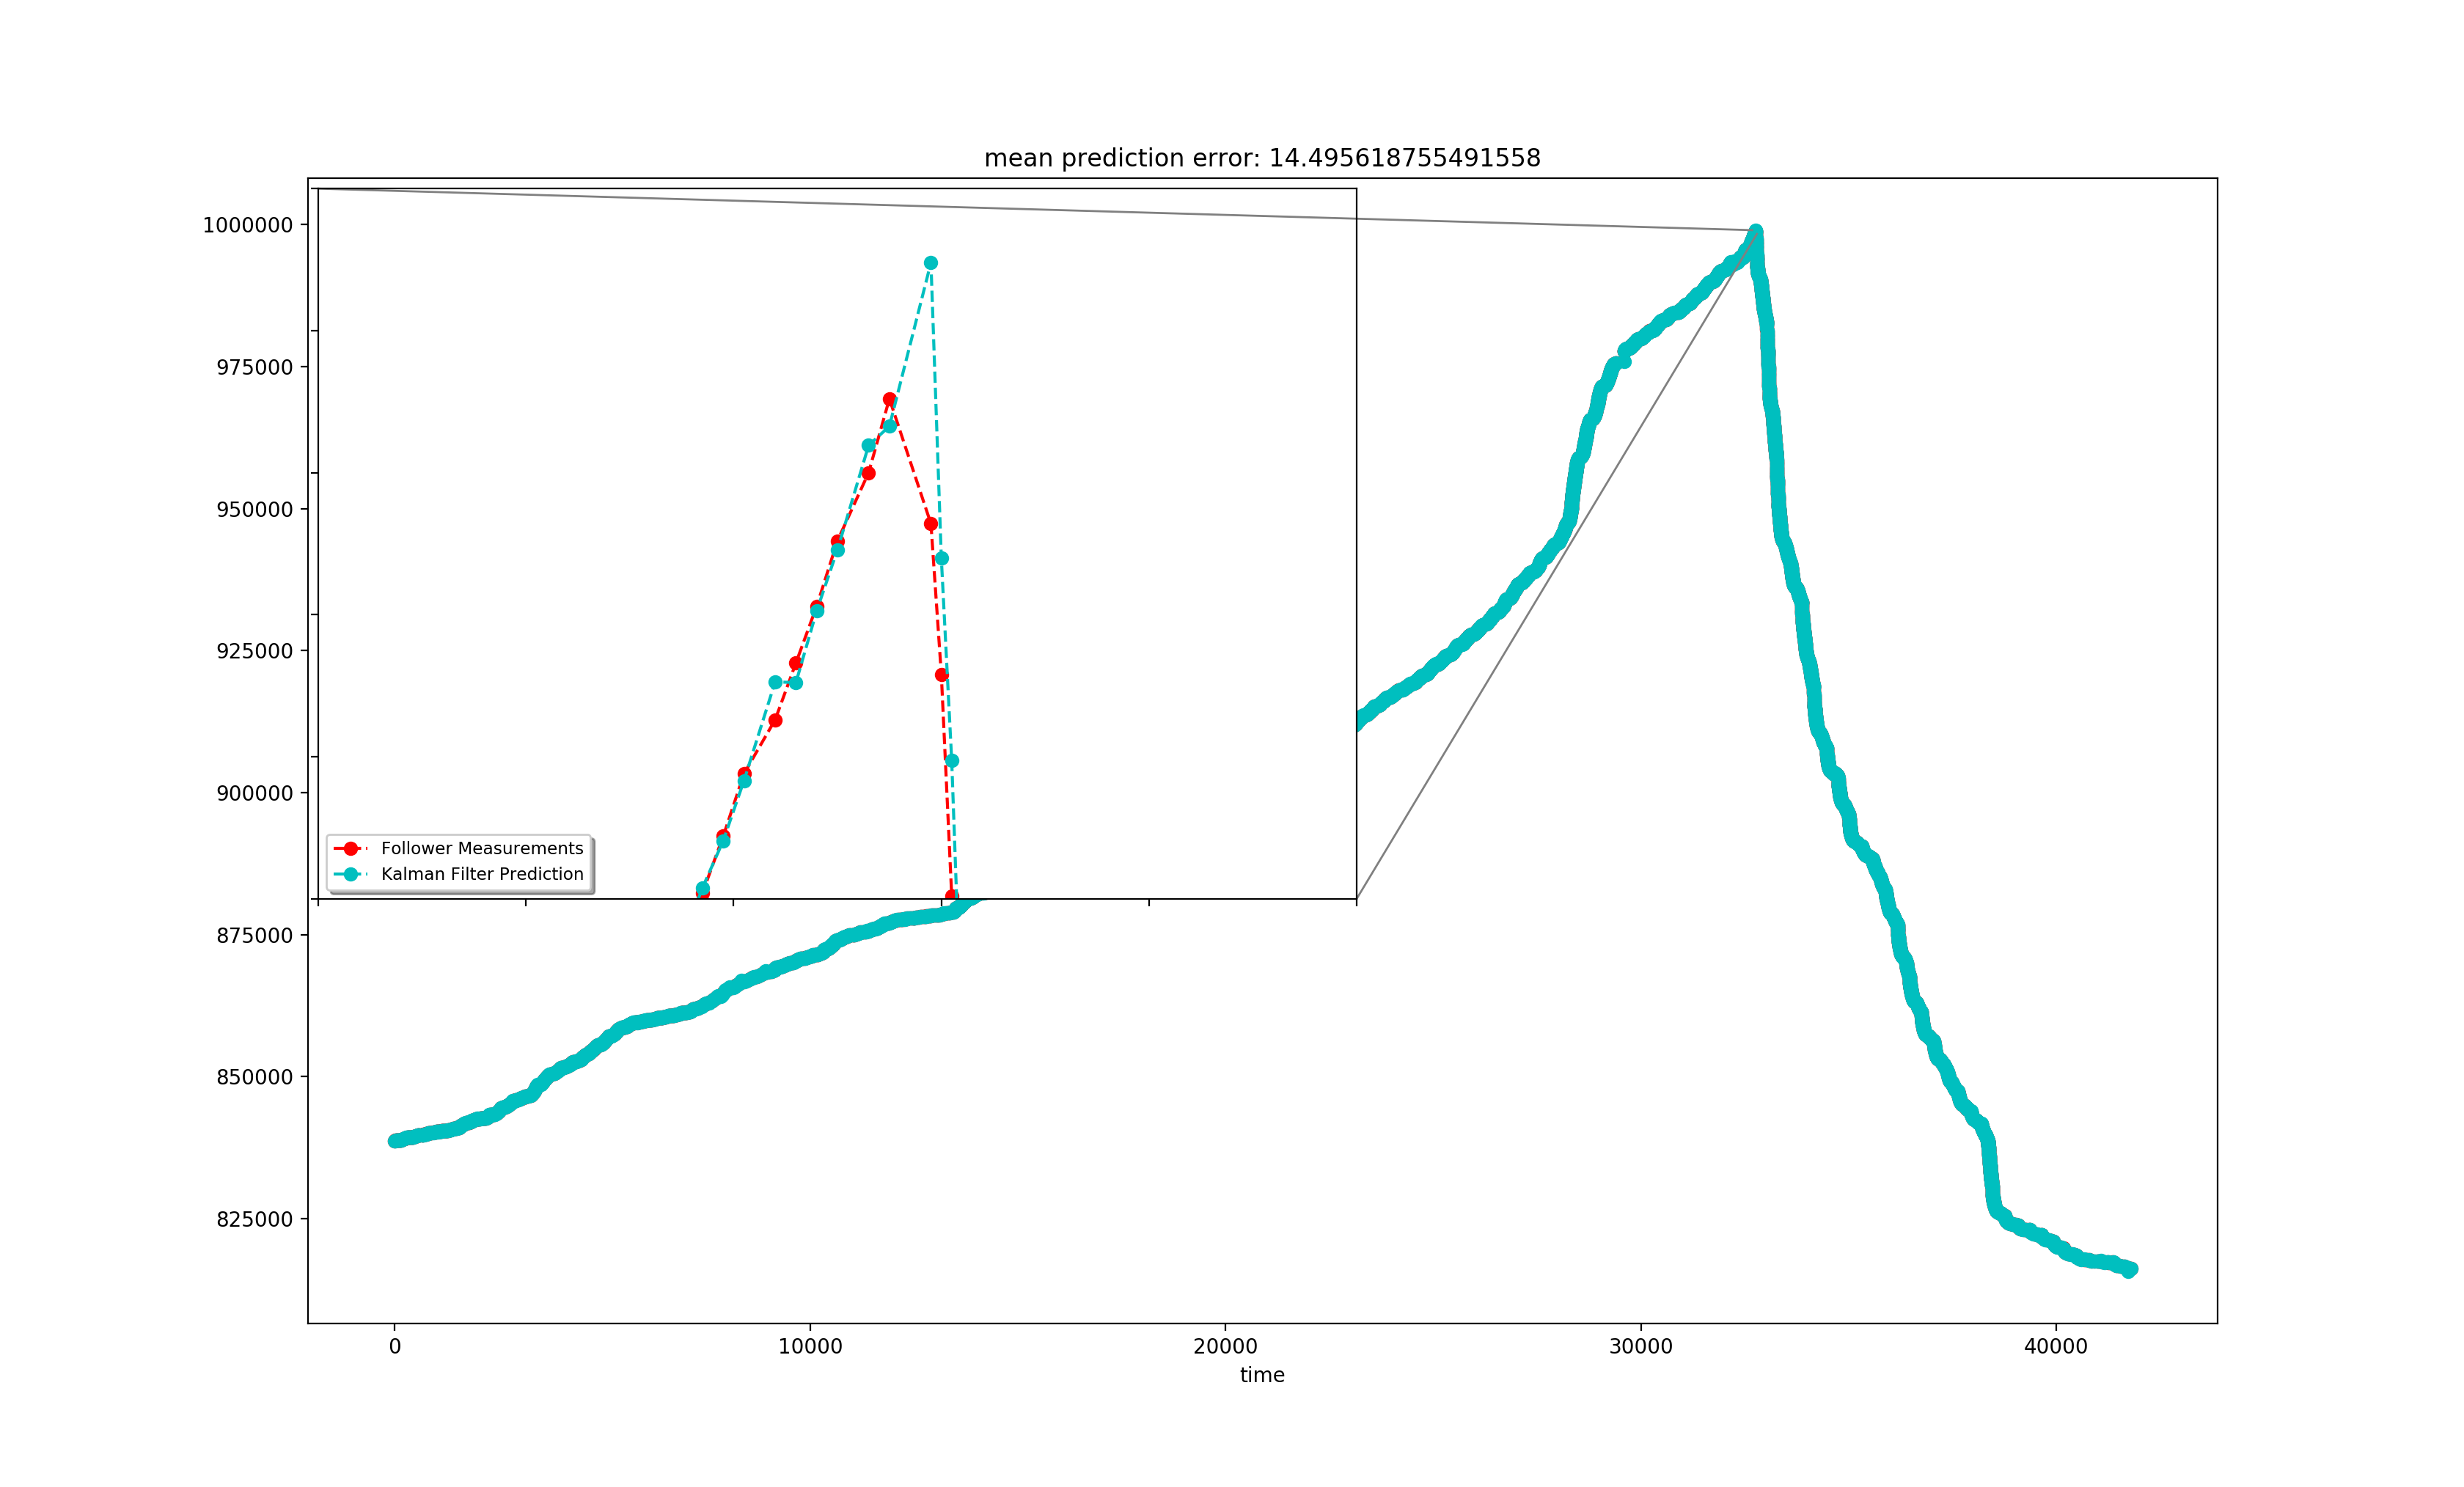 mean prediction error: 14.495618755491558
1000000
975000
950000
925000
900000
875000
850000
825000
Follower Measurements
Kalman Filter Prediction
0 10000 20000 30000 40000
time